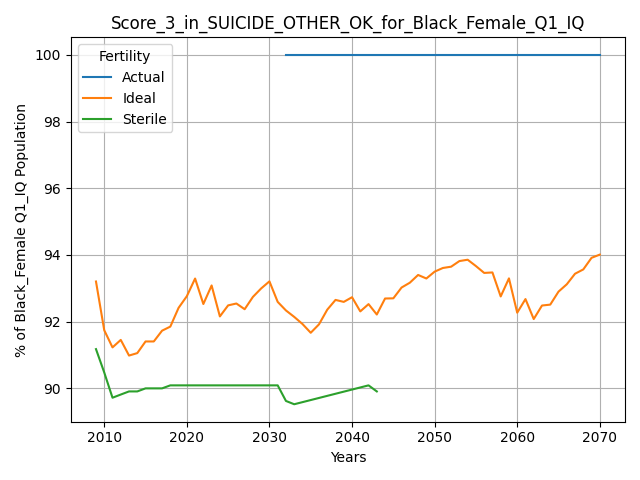 Score_3_in_SUICIDE_OTHER_OK_for_Black_Female_Q1_IQ
Fertility
Actual
Ideal
Sterile
% of Black_Female Q1_IQ Population
100
98
96
94
92
90
2010 2020 2030 2040 2050 2060 2070
Years